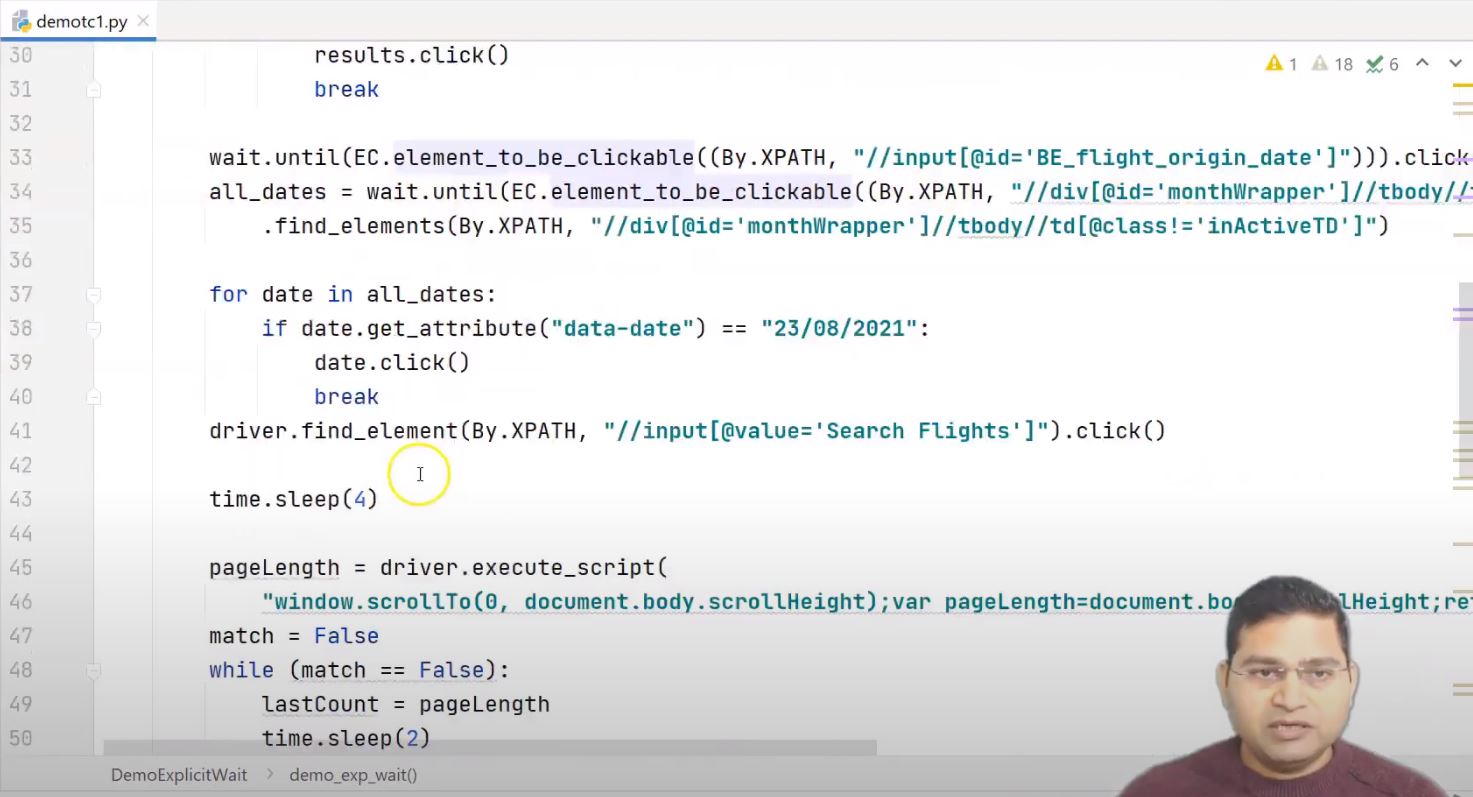 demotc1.py
1 18 6
30 results.click()
31 break
32
33 wait.until(EC.element_to_be_clickable((By.XPATH, "//input[@id='BE_flight_origin_date']"))).click
34 all_dates = wait.until(EC.element_to_be_clickable((By.XPATH, "//div[@id='monthWrapper']//tbody//
35 .find_elements(By.XPATH, "//div[@id='monthWrapper']//tbody//td[@class!='inActiveTD']")
36
37 for date in all_dates:
38 if date.get_attribute("data-date") == "23/08/2021":
39 date.click()
40 break
41 driver.find_element(By.XPATH, "//input[@value='Search Flights']").click()
42
43 time.sleep(4)
44
45 pageLength = driver.execute_script(
46 "window.scrollTo(0, document.body.scrollHeight);var pageLength=document.bo lHeight;re
47 match = False
48 while (match == False):
49 lastCount = pageLength
50 time.sleep(2)
DemoExplicitWait > demo_exp_wait()